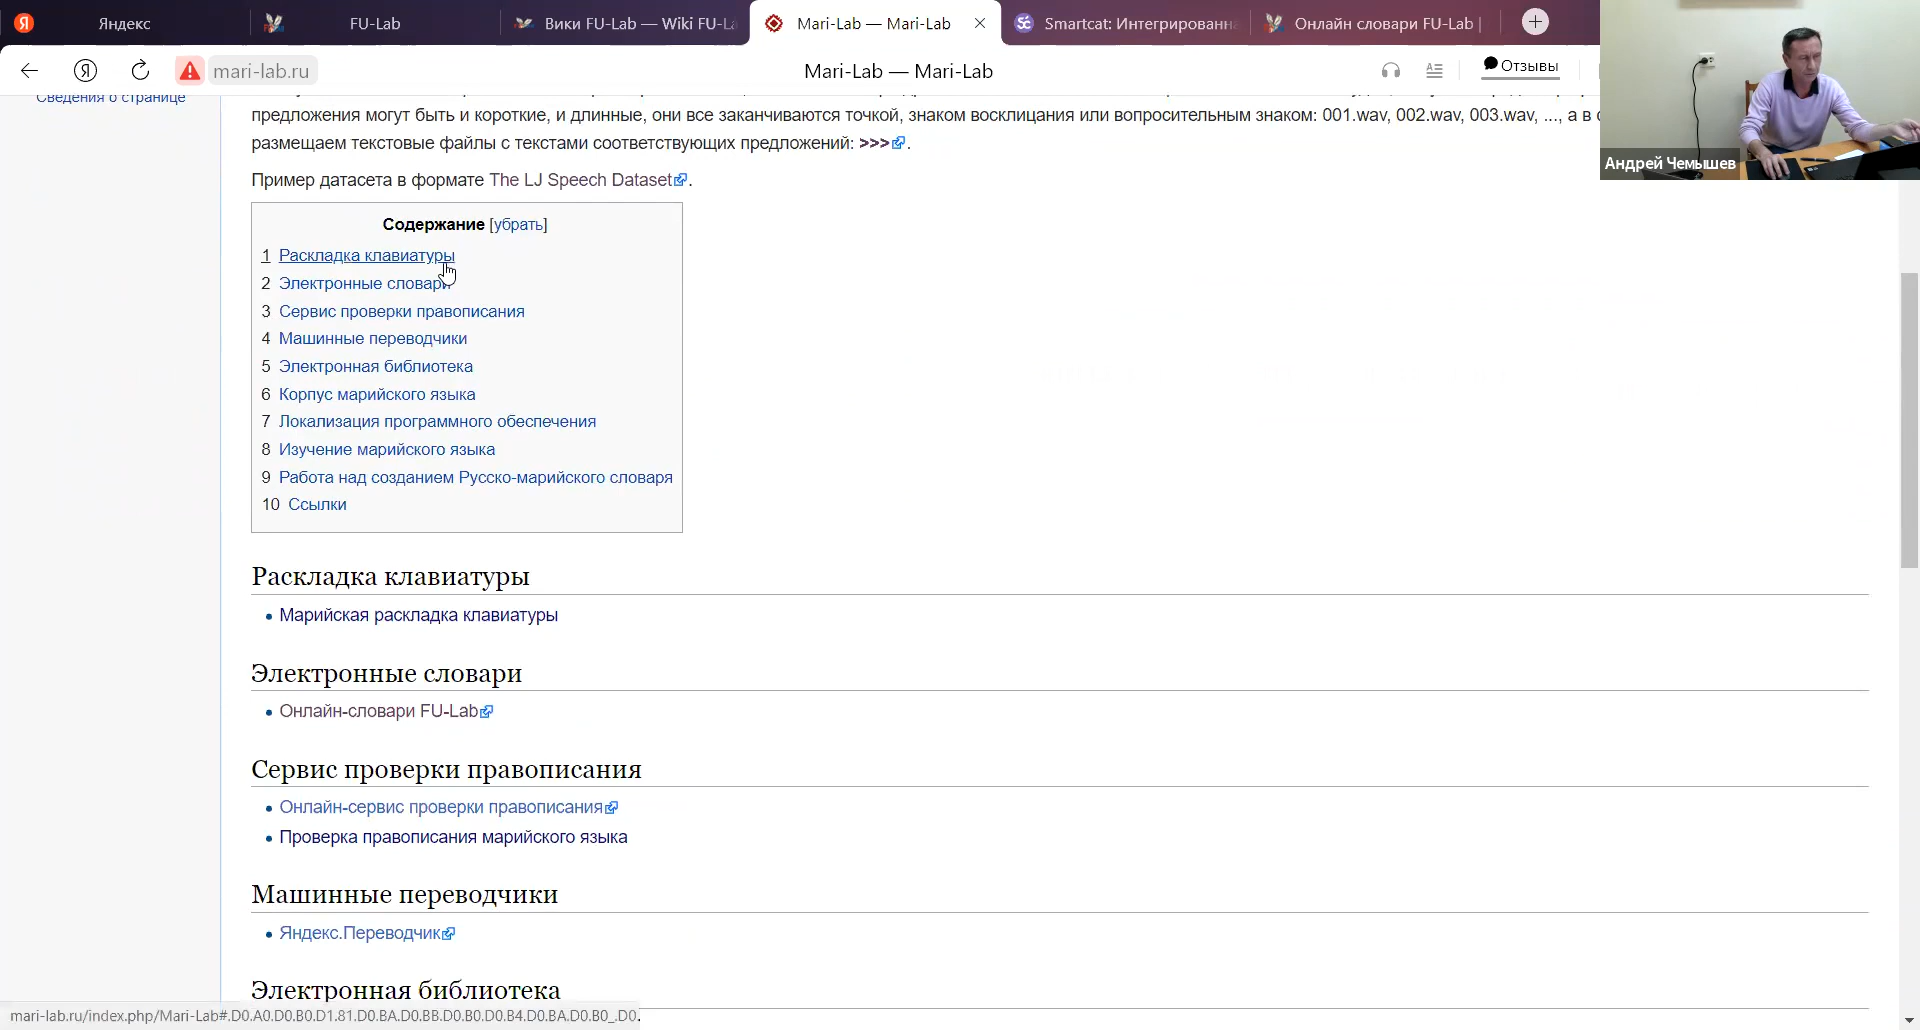 Яндекс
FU-Lab
Вики FU-Lab — Wiki FU-La
Mari-Lab — Mari-Lab
Smartcat: Интегрированна
Онлайн словари FU-Lab |
mari-lab.ru
Mari-Lab — Mari-Lab
Отзывы
Андрей Чемышев
Сведения о странице
предложения могут быть и короткие, и длинные, они все заканчиваются точкой, знаком восклицания или вопросительным знаком: 001.wav, 002.wav, 003.wav, ..., а в с
размещаем текстовые файлы с текстами соответствующих предложений: >>>.
Пример датасета в формате The LJ Speech Dataset.
Содержание [убрать]
1 Раскладка клавиатуры
2 Электронные словари
3 Сервис проверки правописания
4 Машинные переводчики
5 Электронная библиотека
6 Корпус марийского языка
7 Локализация программного обеспечения
8 Изучение марийского языка
9 Работа над созданием Русско-марийского словаря
10 Ссылки
Раскладка клавиатуры
• Марийская раскладка клавиатуры
Электронные словари
• Онлайн-словари FU-Lab
Сервис проверки правописания
• Онлайн-сервис проверки правописания
• Проверка правописания марийского языка
Машинные переводчики
• Яндекс.Переводчик
Электронная библиотека
mari-lab.ru/index.php/Mari-Lab#.D0.A0.D0.B0.D1.81.D0.BA.D0.BB.D0.B0.D0.B4.D0.BA.D0.B0_.D0.